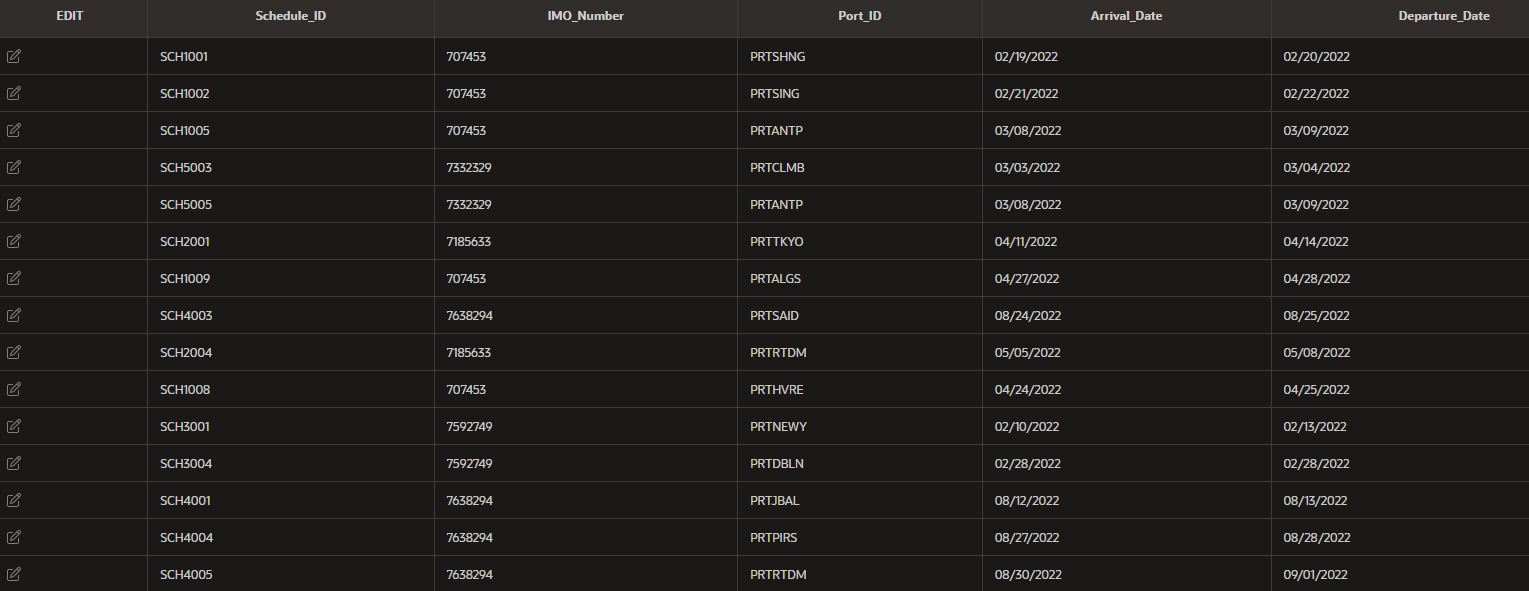 EDIT Schedule_ID IMO_Number Port_ID Arrival_Date Departure_Date
SCH1001 707453 PRTSHNG 02/19/2022 02/20/2022
SCH1002 707453 PRTSING 02/21/2022 02/22/2022
SCH1005 707453 PRTANTP 03/08/2022 03/09/2022
SCH5003 7332329 PRTCLMB 03/03/2022 03/04/2022
SCH5005 7332329 PRTANTP 03/08/2022 03/09/2022
SCH2001 7185633 PRTTKYO 04/11/2022 04/14/2022
SCH1009 707453 PRTALGS 04/27/2022 04/28/2022
SCH4003 7638294 PRTSAID 08/24/2022 08/25/2022
SCH2004 7185633 PRTRTDM 05/05/2022 05/08/2022
SCH1008 707453 PRTHVRE 04/24/2022 04/25/2022
SCH3001 7592749 PRTNEWY 02/10/2022 02/13/2022
SCH3004 7592749 PRTDBLN 02/28/2022 02/28/2022
SCH4001 7638294 PRTJBAL 08/12/2022 08/13/2022
SCH4004 7638294 PRTPIRS 08/27/2022 08/28/2022
SCH4005 7638294 PRTRTDM 08/30/2022 09/01/2022